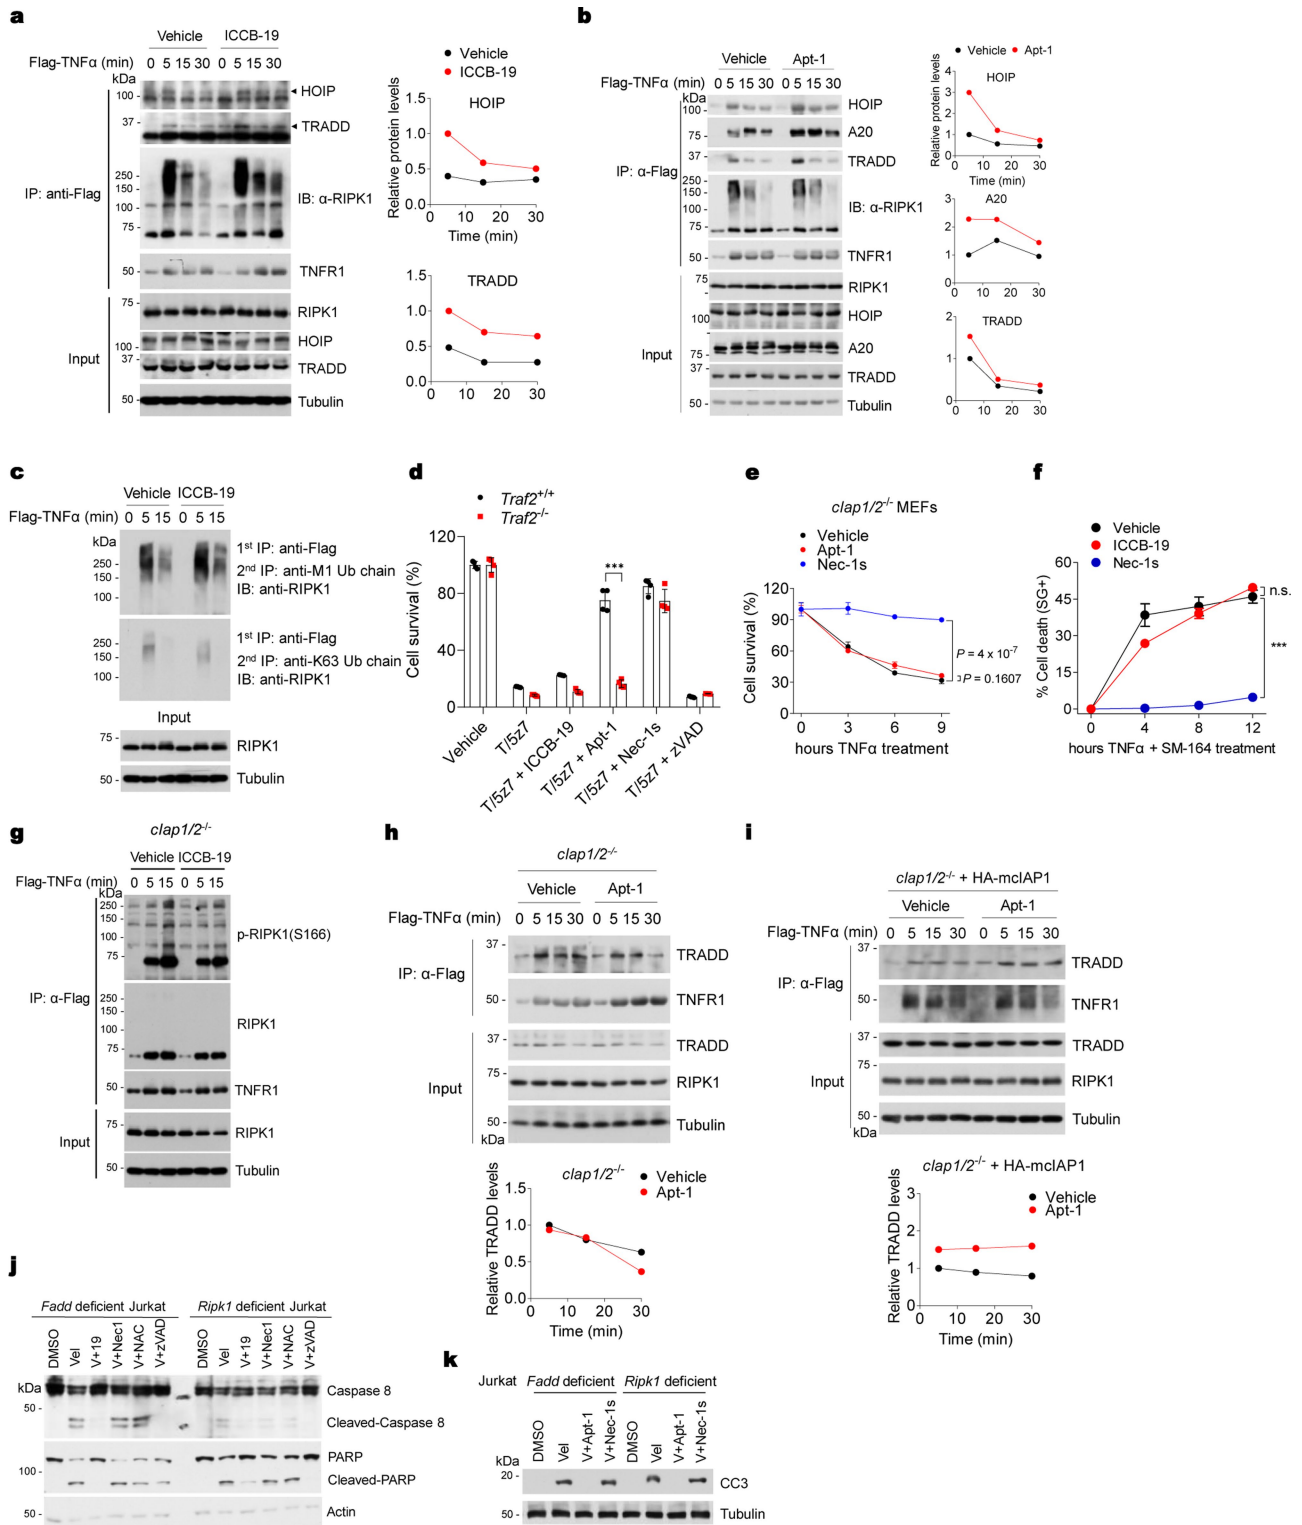 a
Vehicle ICCB-19
Flag-TNFα (min) 0 5 15 30 0 5 15 30
kDa
100
HOIP
37
TRADD
IP: anti-Flag
250
150
100
75
IB: α-RIPK1
50
TNFR1
Input
75
RIPK1
100
HOIP
37
TRADD
50
Tubulin
Vehicle
ICCB-19
HOIP
Relative protein levels
1.5
1.0
0.5
0.0
0 10 20 30
Time (min)
TRADD
1.5
1.0
0.5
0.0
0 10 20 30
b
Vehicle Apt-1
Flag-TNFα (min) 0 5 15 30 0 5 15 30
kDa
100
HOIP
75
A20
37
TRADD
IP: α-Flag
250
150
100
75
IB: α-RIPK1
50
TNFR1
75
RIPK1
100
HOIP
Input
75
A20
37
TRADD
50
Tubulin
Vehicle Apt-1
HOIP
Relative protein levels
4
3
2
1
0
0 10 20 30
Time (min)
A20
3
2
1
0
0 10 20 30
TRADD
2
1
0
0 10 20 30
c
Vehicle ICCB-19
Flag-TNFα (min) 0 5 15 0 5 15
kDa
250
150
100
1st IP: anti-Flag
2nd IP: anti-M1 Ub chain
IB: anti-RIPK1
250
150
100
1st IP: anti-Flag
2nd IP: anti-K63 Ub chain
IB: anti-RIPK1
Input
75
RIPK1
50
Tubulin
d
Traf2+/+
Traf2-/-
Cell survival (%)
120
80
40
0
***
Vehicle
T/5z7
T/5z7 + ICCB-19
T/5z7 + Apt-1
T/5z7 + Nec-1s
T/5z7 + zVAD
e
cIap1/2-/- MEFs
Vehicle
Apt-1
Nec-1s
Cell survival (%)
120
90
60
30
0
P = 4 x 10-7
P = 0.1607
0 3 6 9
hours TNFα treatment
f
Vehicle
ICCB-19
Nec-1s
% Cell death (SG+)
60
45
30
15
0
n.s.
***
0 4 8 12
hours TNFα + SM-164 treatment
g
cIap1/2-/-
Vehicle ICCB-19
Flag-TNFα (min) 0 5 15 0 5 15
kDa
250
150
100
75
p-RIPK1(S166)
IP: α-Flag
250
150
100
75
RIPK1
50
TNFR1
Input
75
RIPK1
50
Tubulin
h
cIap1/2-/-
Vehicle Apt-1
Flag-TNFα (min) 0 5 15 30 0 5 15 30
IP: α-Flag
37
TRADD
50
TNFR1
Input
37
TRADD
75
RIPK1
50
Tubulin
kDa
cIap1/2-/-
Vehicle
Apt-1
Relative TRADD levels
1.5
1.0
0.5
0.0
0 10 20 30
Time (min)
i
cIap1/2-/- + HA-mcIAP1
Vehicle Apt-1
Flag-TNFα (min) 0 5 15 30 0 5 15 30
IP: α-Flag
37
TRADD
50
TNFR1
Input
37
TRADD
75
RIPK1
50
Tubulin
kDa
cIap1/2-/- + HA-mcIAP1
Vehicle
Apt-1
Relative TRADD levels
3
2
1
0
0 10 20 30
Time (min)
j
Fadd deficient Jurkat Ripk1 deficient Jurkat
DMSO Vel V+19 V+Nec1 V+NAC V+zVAD DMSO Vel V+19 V+Nec1 V+NAC V+zVAD
kDa
50
Caspase 8
Cleaved-Caspase 8
100
PARP
Cleaved-PARP
50
Actin
k
Jurkat Fadd deficient Ripk1 deficient
DMSO Vel V+Apt-1 V+Nec-1s DMSO Vel V+Apt-1 V+Nec-1s
kDa
20
CC3
50
Tubulin